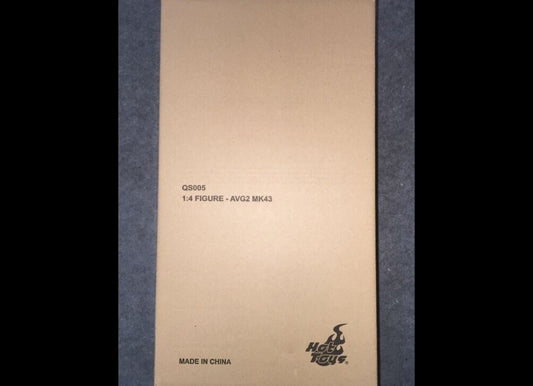 QS005
1:4 FIGURE - AVG2 MK43
Hot
Toys®
MADE IN CHINA